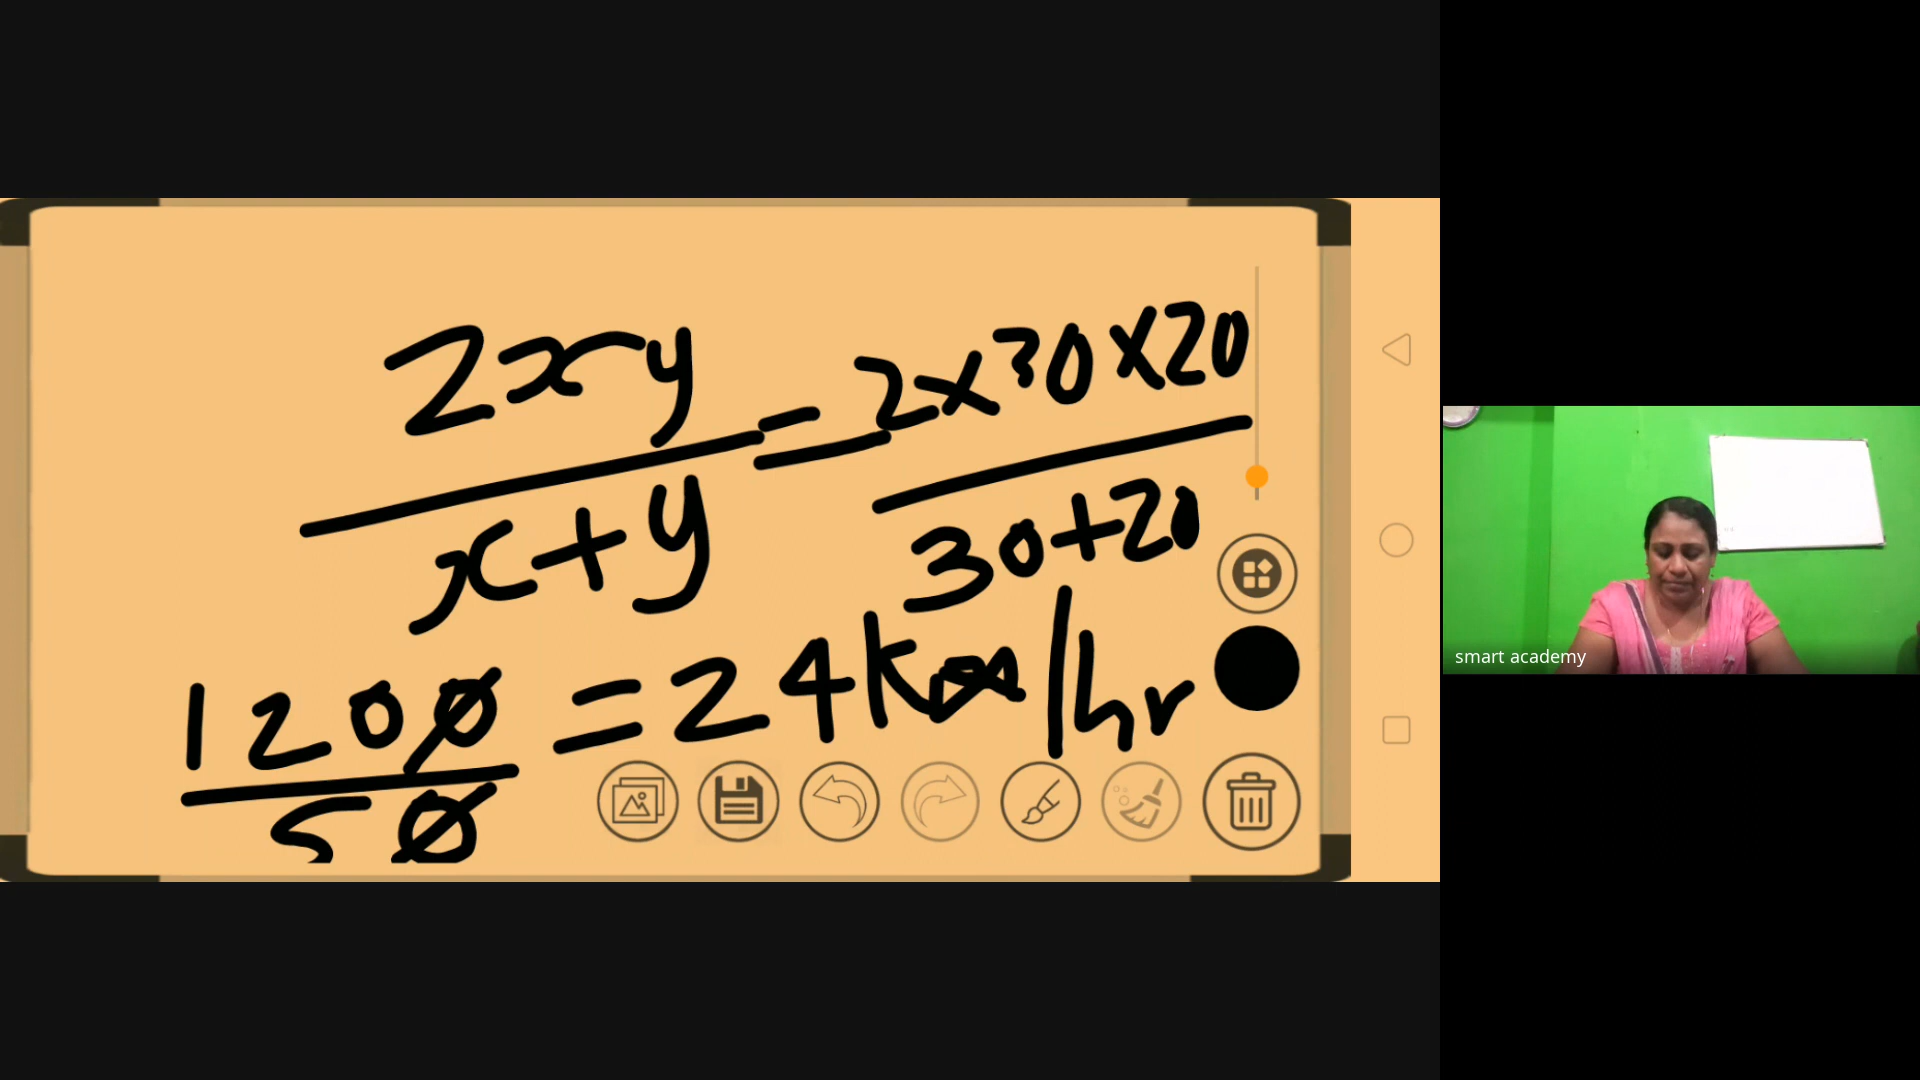 2xy / x+y = 2x30x20 / 30+20
1200 / 50 = 24km/hr
smart academy